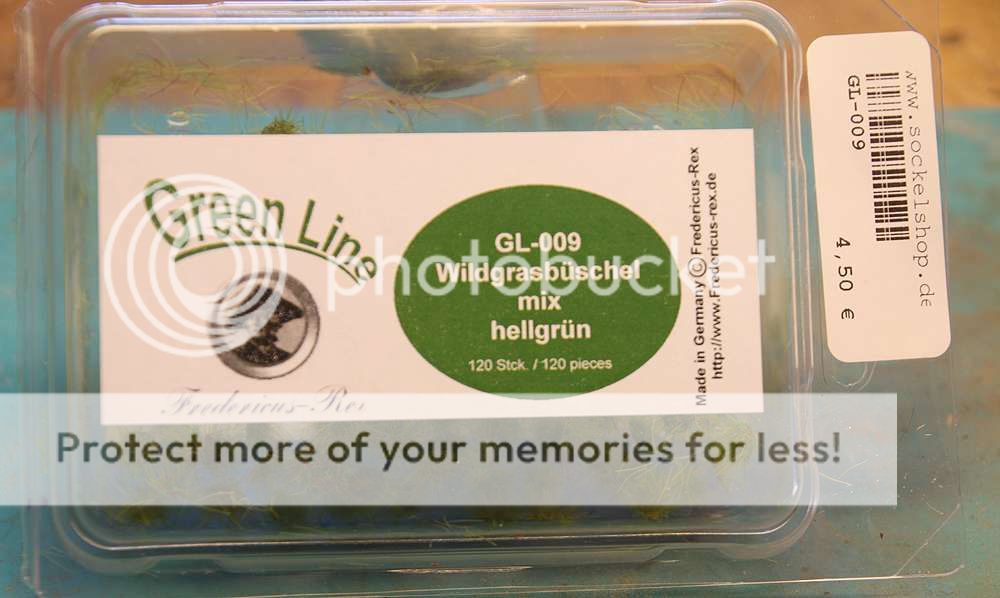 Green Line
Fredericus-Rex
GL-009
Wildgrasbüschel
mix
hellgrün
120 Stck. / 120 pieces
Made in Germany © Fredericus-Rex
http://www.Fredericus-rex.de
www.sockelshop.de
GL-009
4,50 €
photobucket
Protect more of your memories for less!